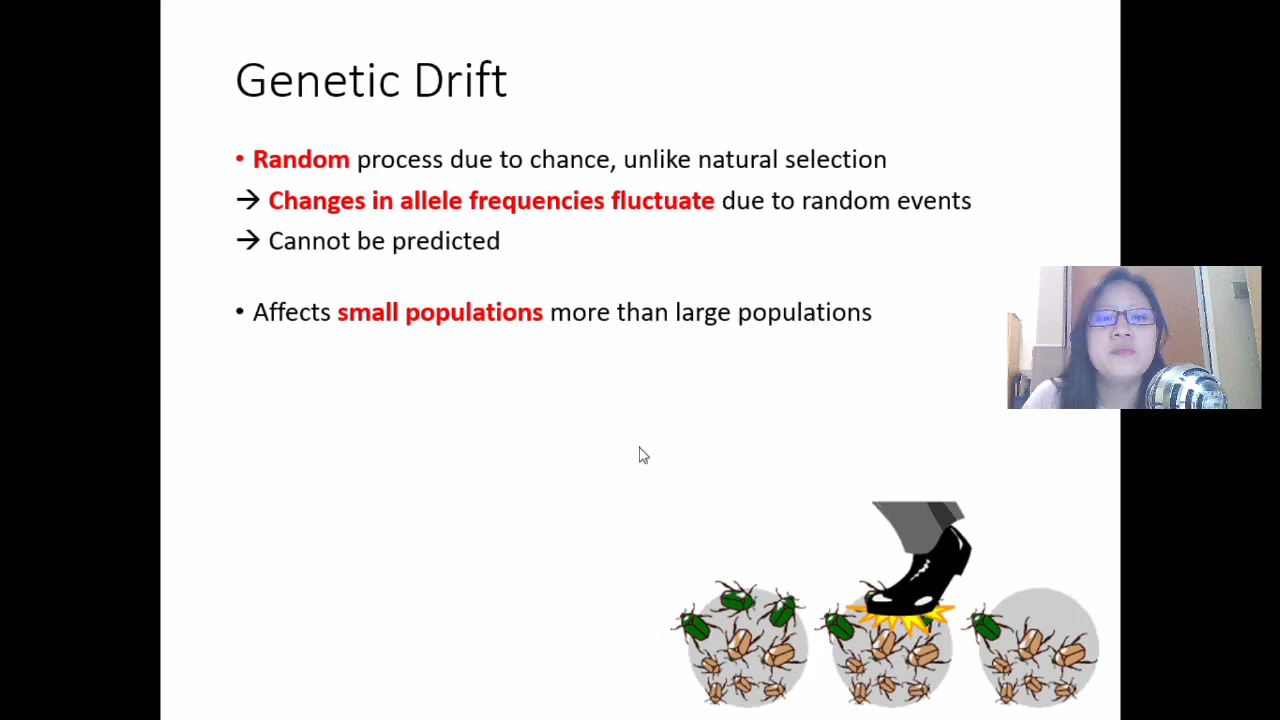 Genetic Drift
• Random process due to chance, unlike natural selection
→ Changes in allele frequencies fluctuate due to random events
→ Cannot be predicted
• Affects small populations more than large populations